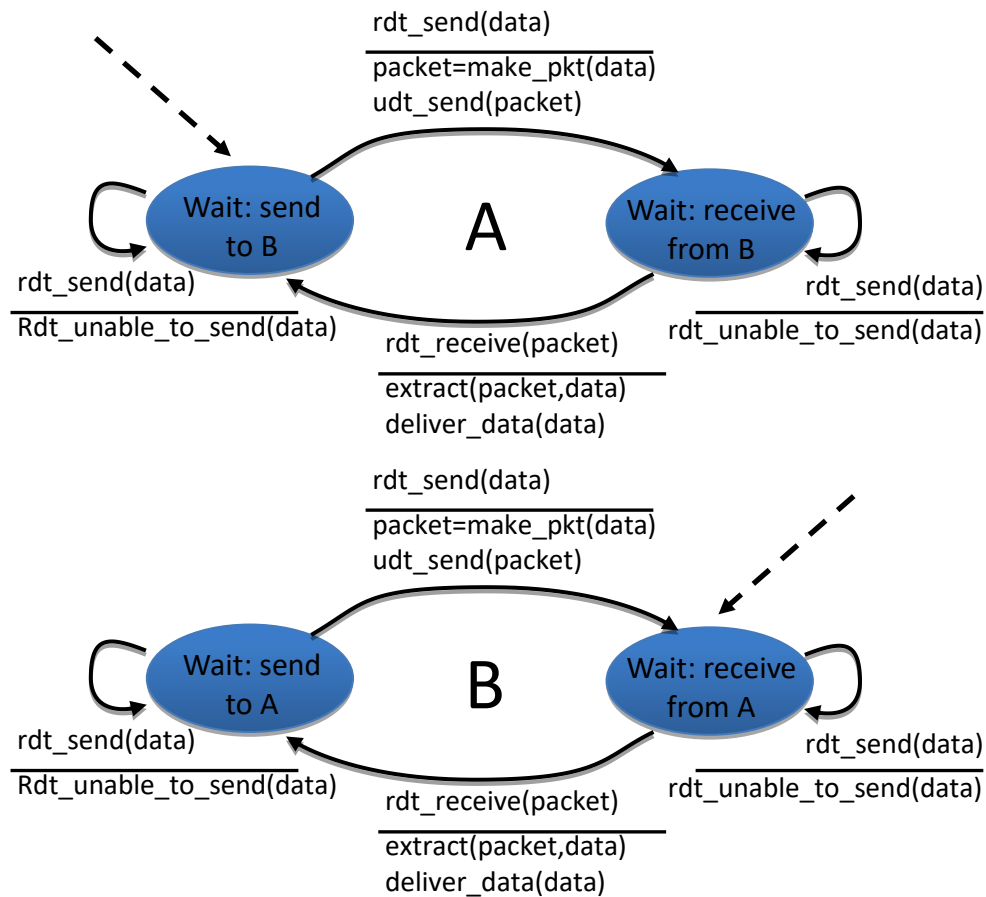 rdt_send(data)
packet=make_pkt(data)
udt_send(packet)
Wait: send
to B
A
Wait: receive
from B
rdt_send(data)
Rdt_unable_to_send(data)
rdt_send(data)
rdt_unable_to_send(data)
rdt_receive(packet)
extract(packet,data)
deliver_data(data)
rdt_send(data)
packet=make_pkt(data)
udt_send(packet)
Wait: send
to A
B
Wait: receive
from A
rdt_send(data)
Rdt_unable_to_send(data)
rdt_send(data)
rdt_unable_to_send(data)
rdt_receive(packet)
extract(packet,data)
deliver_data(data)